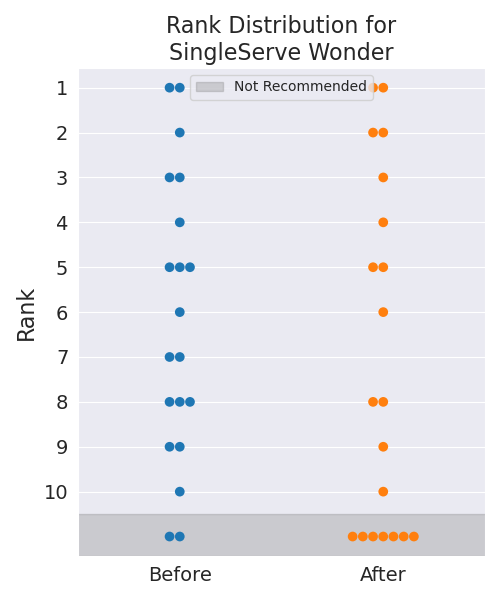 Rank Distribution for
SingleServe Wonder
Not Recommended
Rank
1
2
3
4
5
6
7
8
9
10
Before
After